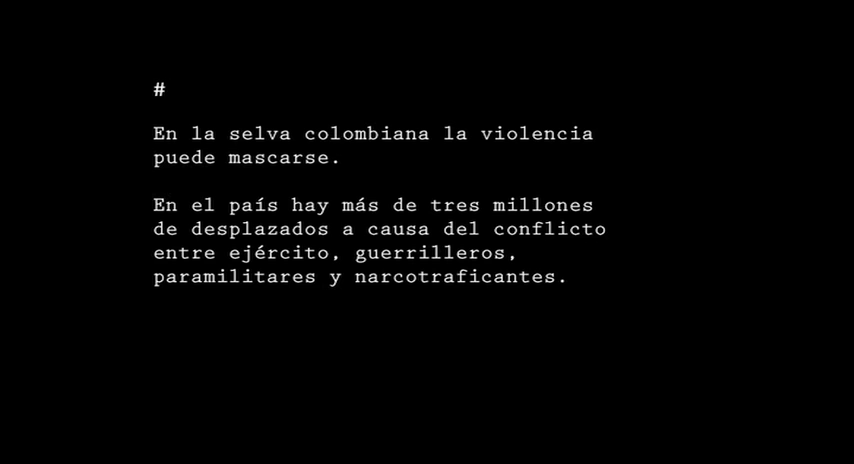 #
En la selva colombiana la violencia
puede mascarse.
En el país hay más de tres millones
de desplazados a causa del conflicto
entre ejército, guerrilleros,
paramilitares y narcotraficantes.